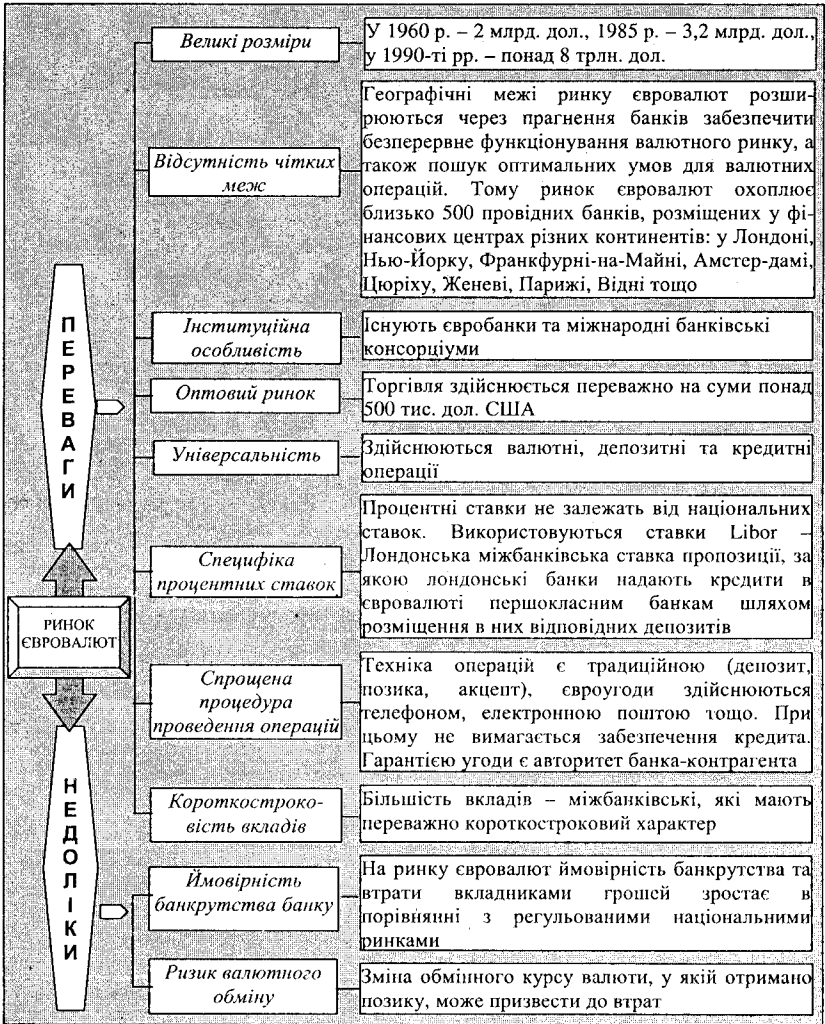 РИНОК
ЄВРОВАЛЮТ
ПЕРЕВАГИ
Великі розміри
У 1960 р. – 2 млрд. дол., 1985 р. – 3,2 млрд. дол.,
у 1990-ті рр. – понад 8 трлн. дол.
Відсутність чітких
меж
Географічні межі ринку євровалют розши-
рюються через прагнення банків забезпечити
безперервне функціонування валютного ринку, а
також пошук оптимальних умов для валютних
операцій. Тому ринок євровалют охоплює
близько 500 провідних банків, розміщених у фі-
нансових центрах різних континентів: у Лондоні,
Нью-Йорку, Франкфурні-на-Майні, Амстер-дамі,
Цюріху, Женеві, Парижі, Відні тощо
Інституційна
особливість
Існують євробанки та міжнародні банківські
консорціуми
Оптовий ринок
Торгівля здійснюється переважно на суми понад
500 тис. дол. США
Універсальність
Здійснюються валютні, депозитні та кредитні
операції
Специфіка
процентних ставок
Процентні ставки не залежать від національних
ставок. Використовуються ставки Libor –
Лондонська міжбанківська ставка пропозиції, за
якою лондонські банки надають кредити в
євровалюті першокласним банкам шляхом
розміщення в них відповідних депозитів
Спрощена
процедура
проведення операцій
Техніка операцій є традиційною (депозит,
позика, акцепт), євроугоди здійснюються
телефоном, електронною поштою тощо. При
цьому не вимагається забезпечення кредита.
Гарантією угоди є авторитет банка-контрагента
Короткостроко-
вість вкладів
Більшість вкладів – міжбанківські, які мають
переважно короткостроковий характер
НЕДОЛІКИ
Ймовірність
банкрутства банку
На ринку євровалют ймовірність банкрутства та
втрати вкладниками грошей зростає в
порівнянні з регульованими національними
ринками
Ризик валютного
обміну
Зміна обмінного курсу валюти, у якій отримано
позику, може призвести до втрат